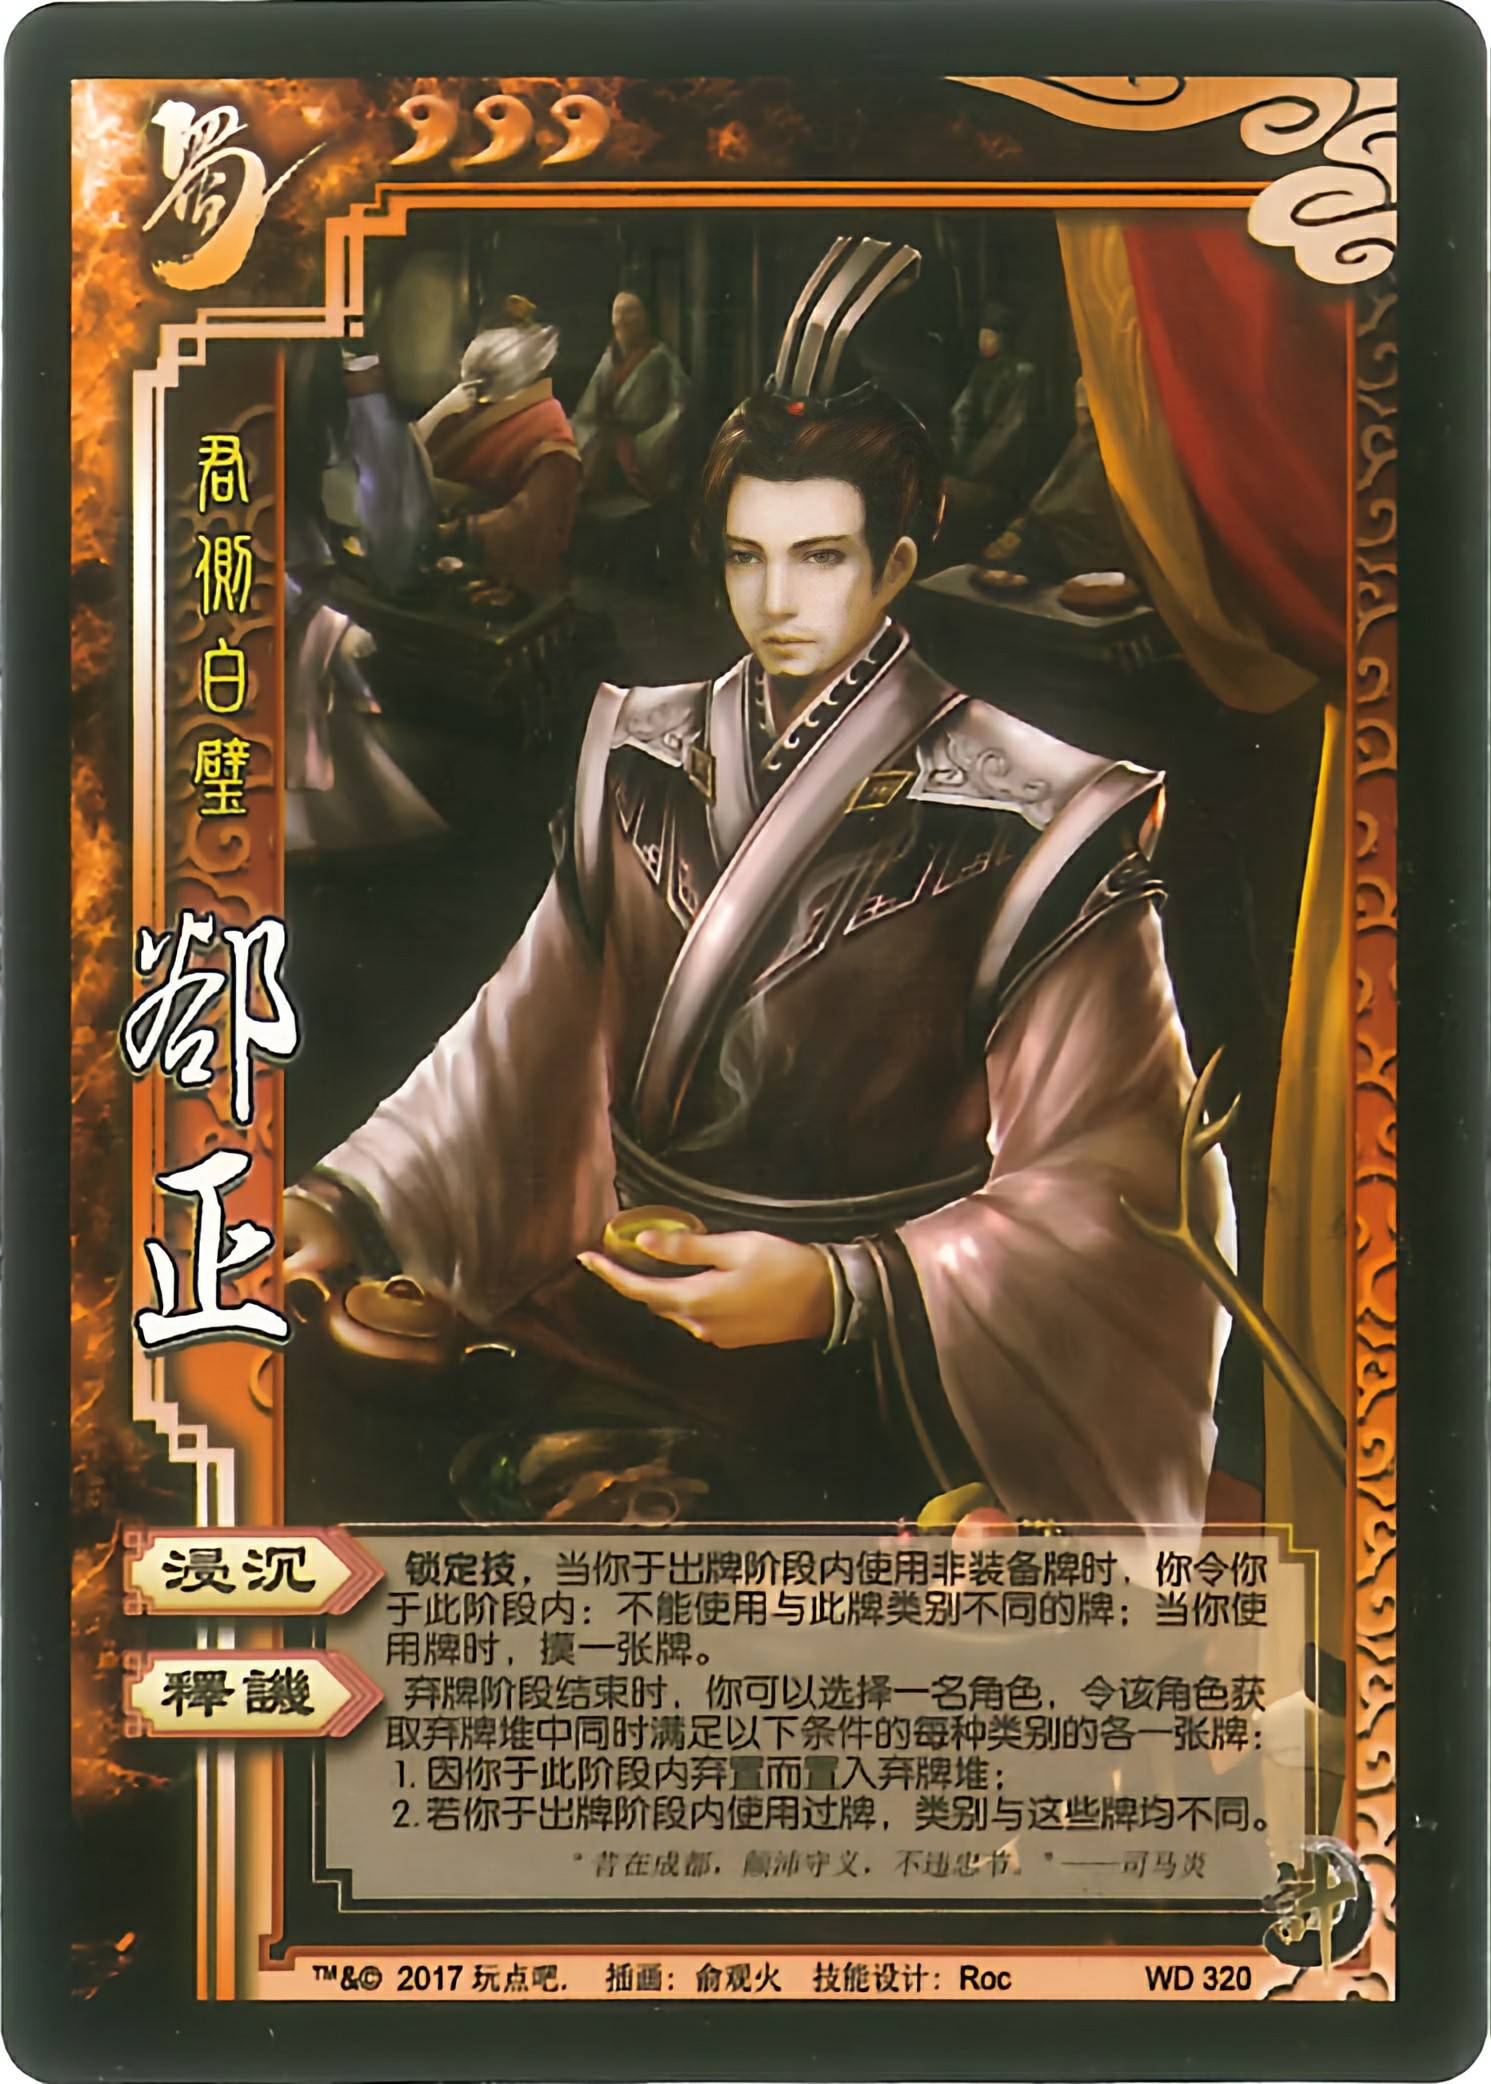 蜀
君側白璧
郤正
浸沉
锁定技，当你于出牌阶段内使用非装备牌时，你令你
于此阶段内：不能使用与此牌类别不同的牌；当你使
用牌时，摸一张牌。
釋譏
弃牌阶段结束时，你可以选择一名角色，令该角色获
取弃牌堆中同时满足以下条件的每种类别的各一张牌：
1. 因你于此阶段内弃置而置入弃牌堆；
2. 若你于出牌阶段内使用过牌，类别与这些牌均不同。
“昔在成都，颠沛守义，不违忠节。”——司马炎
計
™&© 2017 玩点吧. 插画：俞观火 技能设计：Roc WD 320